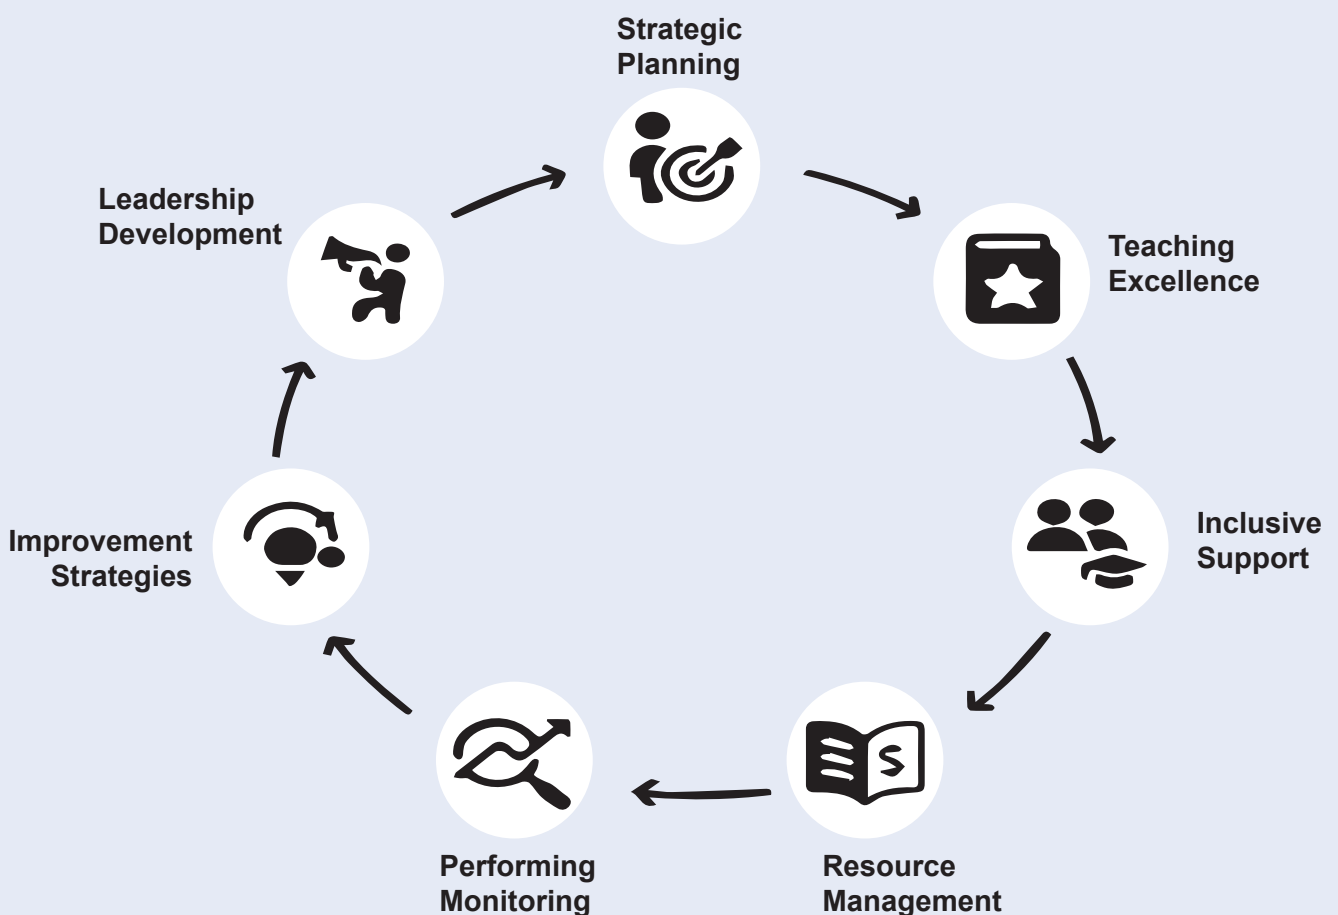 Strategic
Planning
Teaching
Excellence
Inclusive
Support
Resource
Management
Performing
Monitoring
Improvement
Strategies
Leadership
Development